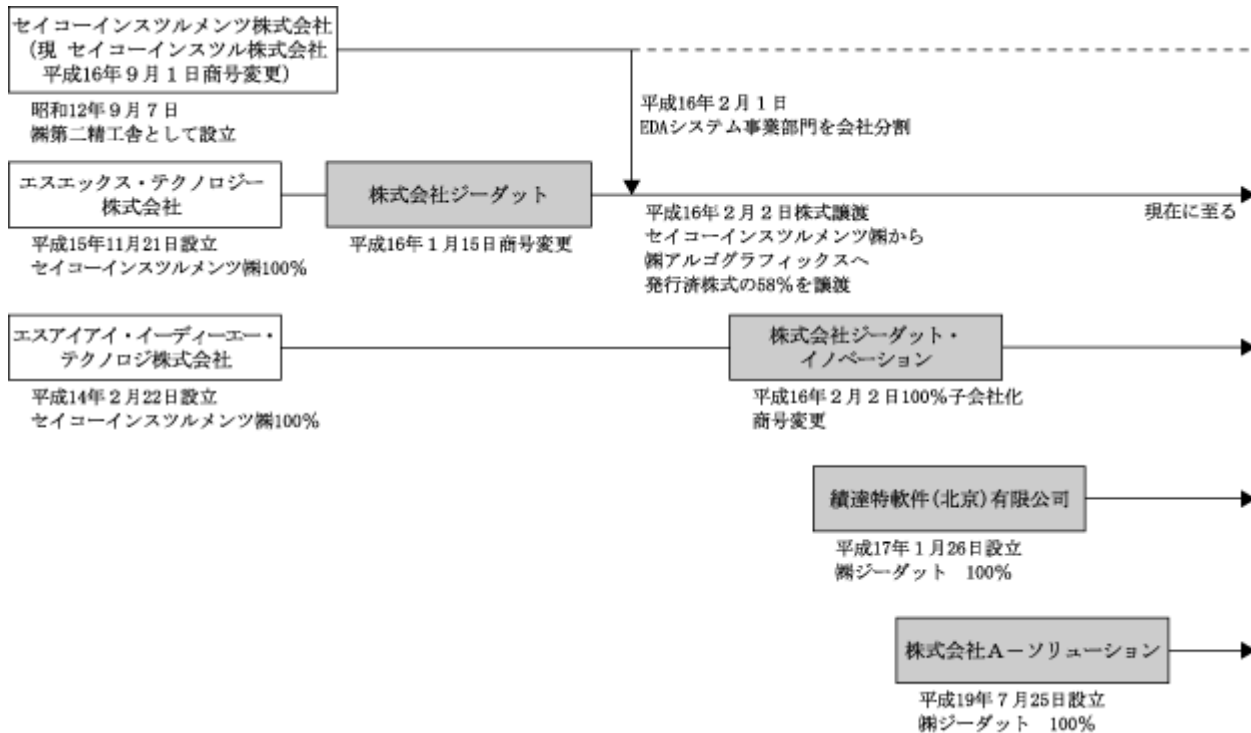 セイコーインスツルメンツ株式会社
(現 セイコーインスツル株式会社
平成16年9月1日商号変更)
昭和12年9月7日
㈱第二精工舎として設立
平成16年2月1日
EDAシステム事業部門を会社分割
エスエックス・テクノロジー
株式会社
株式会社ジーダット
平成15年11月21日設立
セイコーインスツルメンツ㈱100%
平成16年1月15日商号変更
平成16年2月2日株式譲渡
セイコーインスツルメンツ㈱から
㈱アルゴグラフィックスへ
発行済株式の58%を譲渡
現在に至る
エスアイアイ・イーディーエー・
テクノロジ株式会社
株式会社ジーダット・
イノベーション
平成14年2月22日設立
セイコーインスツルメンツ㈱100%
平成16年2月2日100%子会社化
商号変更
績達特軟件(北京)有限公司
平成17年1月26日設立
㈱ジーダット 100%
株式会社A-ソリューション
平成19年7月25日設立
㈱ジーダット 100%